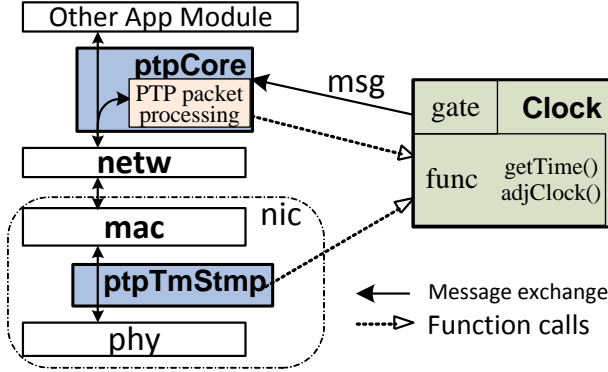 Other App Module
ptpCore
PTP packet
processing
msg
gate
Clock
func
getTime()
adjClock()
netw
nic
mac
ptpTmStmp
phy
Message exchange
Function calls